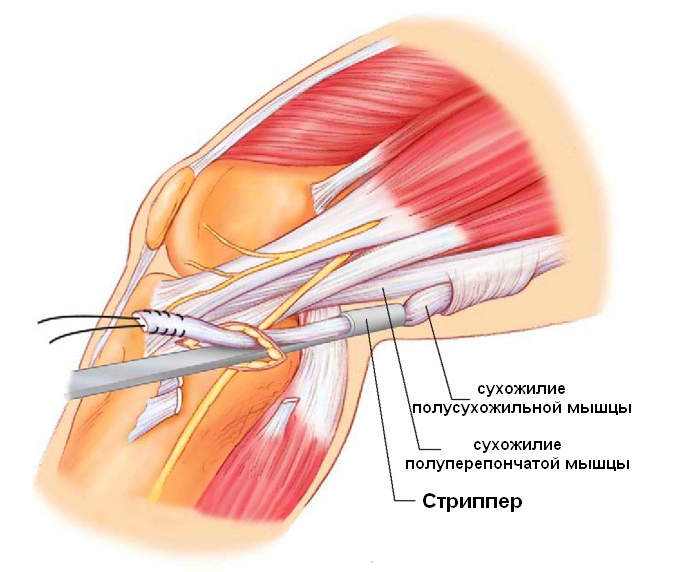 сухожилие
полусухожильной мышцы
сухожилие
полуперепончатой мышцы
Стриппер